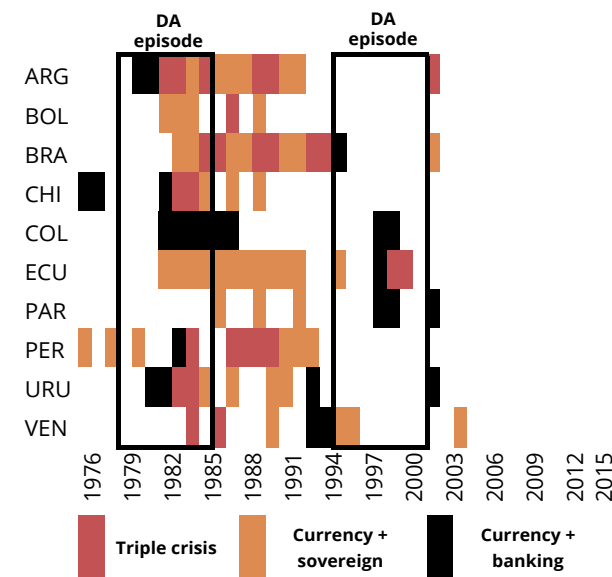 DA
episode
DA
episode
ARG
BOL
BRA
CHI
COL
ECU
PAR
PER
URU
VEN
1976
1979
1982
1985
1988
1991
1994
1997
2000
2003
2006
2009
2012
2015
Triple crisis
Currency +
sovereign
Currency +
banking